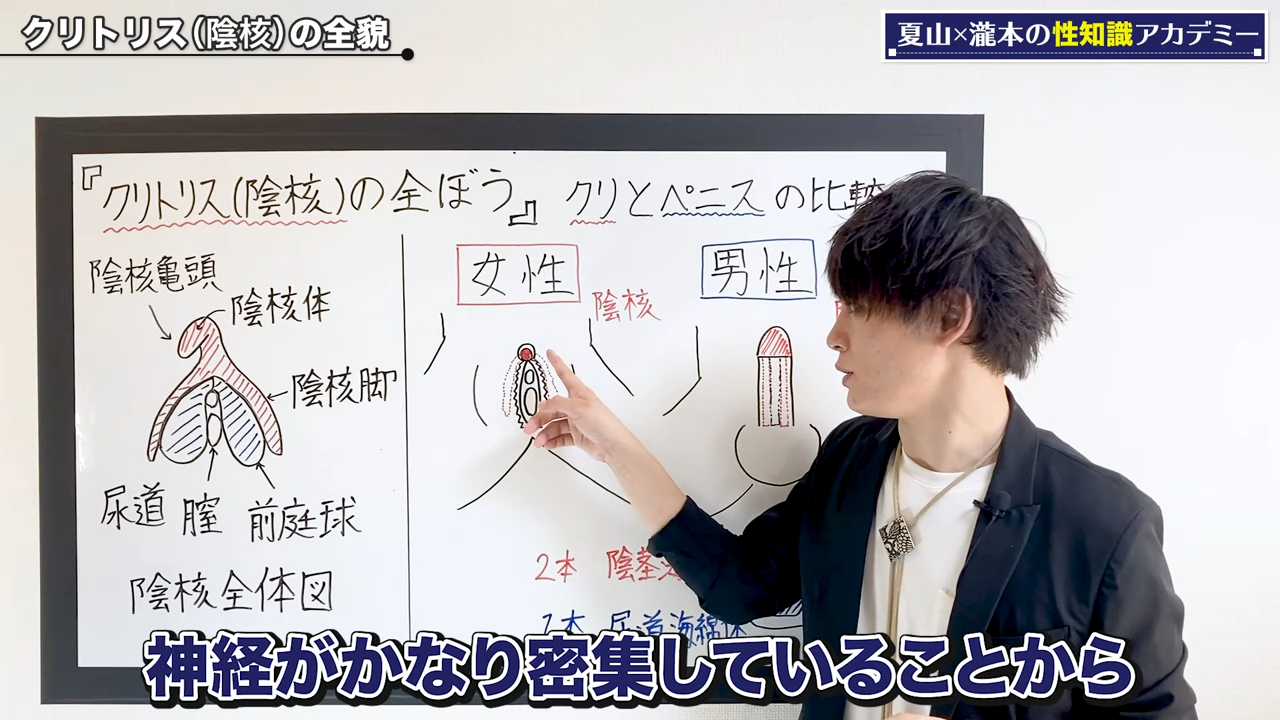 クリトリス（陰核）の全貌
夏山×瀧本の性知識アカデミー
『クリトリス(陰核)の全ぼう』
クリとペニスの比較
陰核亀頭
陰核体
陰核脚
尿道
膣
前庭球
陰核全体図
女性
陰核
男性
2本 陰茎
1本 尿道海綿体
神経がかなり密集していることから